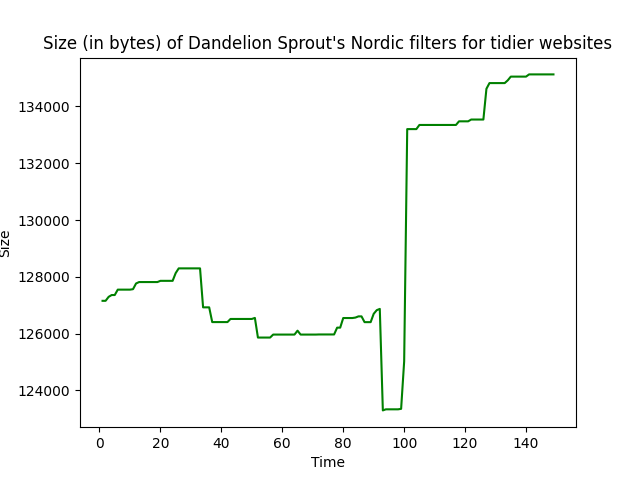 Size (in bytes) of Dandelion Sprout's Nordic filters for tidier websites
134000
132000
130000
128000
126000
124000
Size
0 20 40 60 80 100 120 140
Time